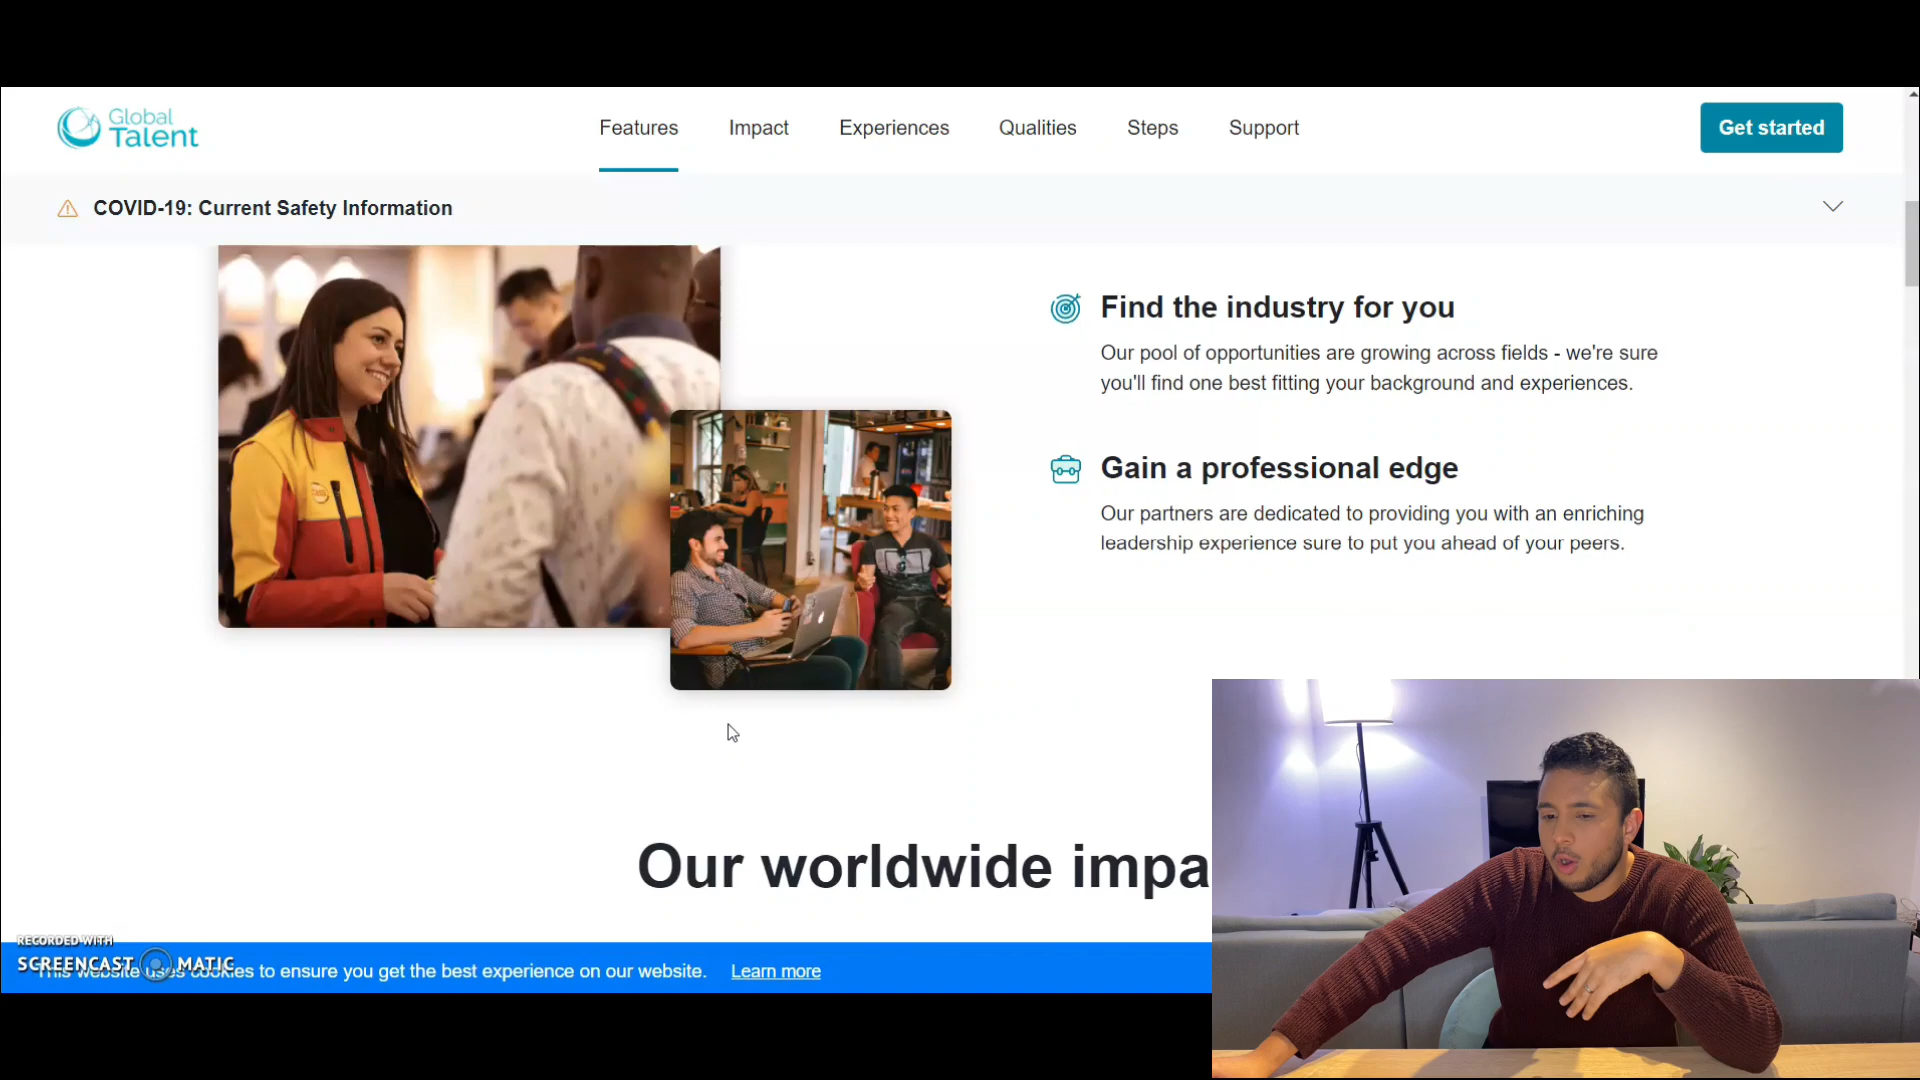 Global
Talent
Features
Impact
Experiences
Qualities
Steps
Support
Get started
COVID-19: Current Safety Information
Find the industry for you
Our pool of opportunities are growing across fields - we're sure
you'll find one best fitting your background and experiences.
Gain a professional edge
Our partners are dedicated to providing you with an enriching
leadership experience sure to put you ahead of your peers.
Our worldwide impa
RECORDED WITH
SCREENCAST MATIC
This website uses cookies to ensure you get the best experience on our website. Learn more